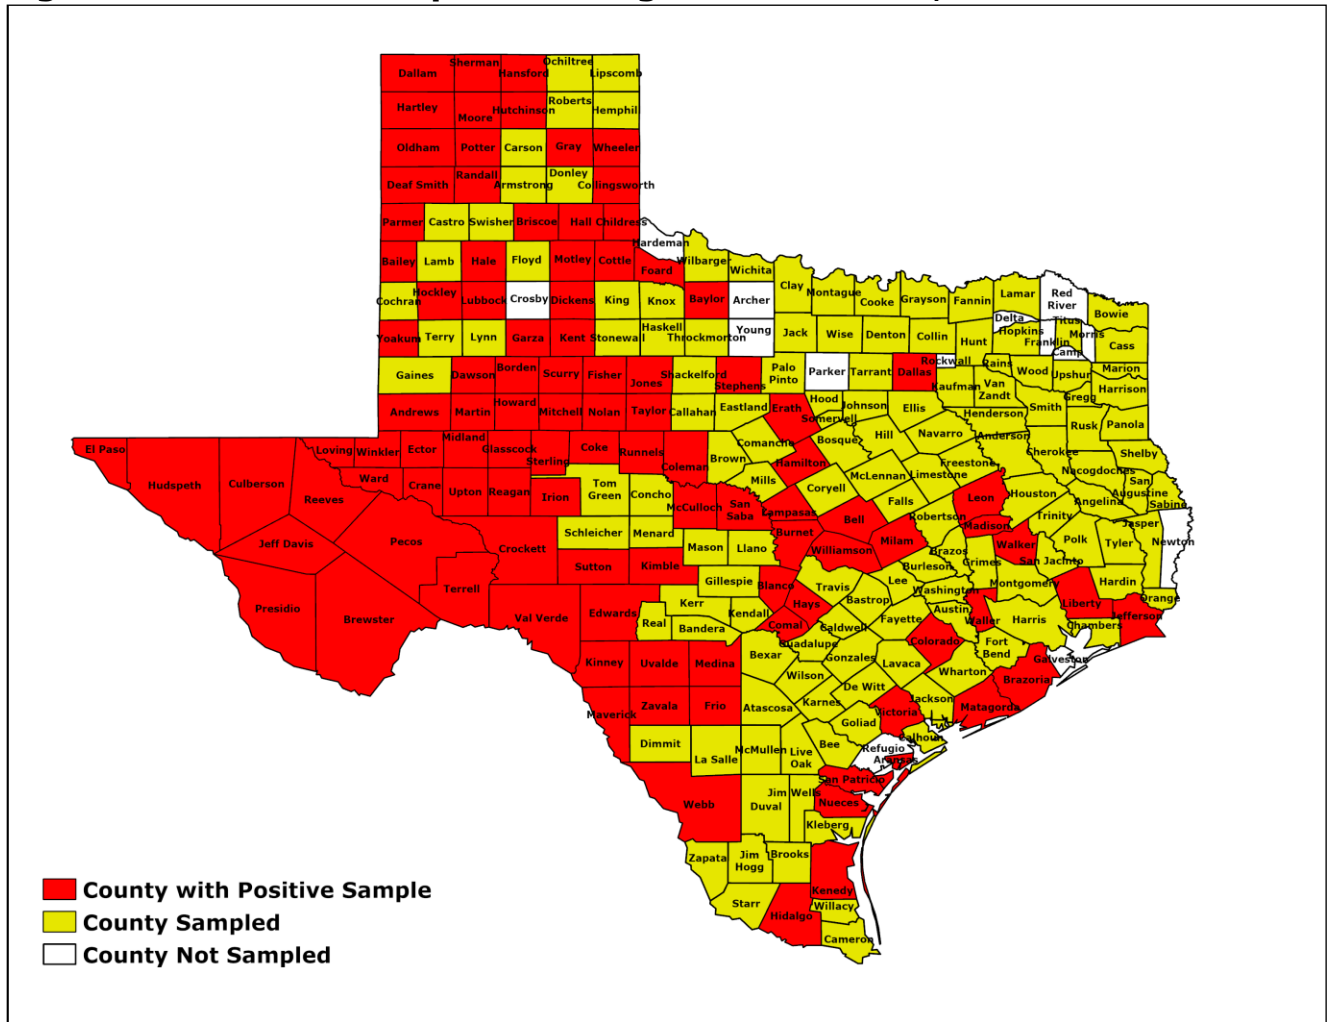 Dallam
Sherman
Hansford
Ochiltree
Lipscomb
Hartley
Moore
Hutchinson
Roberts
Hemphill
Oldham
Potter
Carson
Gray
Wheeler
Deaf Smith
Randall
Armstrong
Donley
Collingsworth
Parmer
Castro
Swisher
Briscoe
Hall
Childress
Hardeman
Bailey
Lamb
Hale
Floyd
Motley
Cottle
Foard
Wilbarger
Wichita
Cochran
Hockley
Lubbock
Crosby
Dickens
King
Knox
Baylor
Archer
Clay
Montague
Cooke
Grayson
Fannin
Lamar
Red
River
Bowie
Yoakum
Terry
Lynn
Garza
Kent
Stonewall
Haskell
Throckmorton
Young
Jack
Wise
Denton
Collin
Hunt
Delta
Hopkins
Franklin
Titus
Morris
Camp
Cass
Gaines
Dawson
Borden
Scurry
Fisher
Jones
Shackelford
Stephens
Palo
Pinto
Parker
Tarrant
Dallas
Rockwall
Kaufman
Rains
Van
Zandt
Wood
Upshur
Marion
Harrison
Gregg
Andrews
Martin
Howard
Mitchell
Nolan
Taylor
Callahan
Eastland
Erath
Hood
Somervell
Johnson
Ellis
Henderson
Smith
Rusk
Panola
El Paso
Hudspeth
Culberson
Reeves
Loving
Winkler
Ector
Midland
Glasscock
Sterling
Coke
Runnels
Coleman
Brown
Comanche
Hamilton
Bosque
Hill
Navarro
Anderson
Cherokee
Shelby
Nacogdoches
Ward
Crane
Upton
Reagan
Irion
Tom
Green
Concho
McCulloch
San
Saba
Mills
Lampasas
Coryell
McLennan
Limestone
Freestone
Leon
Houston
Angelina
San
Augustine
Sabine
Jeff Davis
Pecos
Crockett
Schleicher
Menard
Mason
Llano
Burnet
Bell
Falls
Robertson
Milam
Williamson
Madison
Walker
Trinity
Polk
Tyler
Jasper
Newton
San Jacinto
Presidio
Brewster
Terrell
Val Verde
Sutton
Kimble
Gillespie
Blanco
Travis
Brazos
Burleson
Grimes
Lee
Washington
Montgomery
Hardin
Liberty
Orange
Jefferson
Chambers
Edwards
Real
Kerr
Bandera
Kendall
Hays
Comal
Caldwell
Bastrop
Fayette
Austin
Waller
Harris
Fort
Bend
Galveston
Brazoria
Kinney
Uvalde
Medina
Bexar
Guadalupe
Gonzales
Wilson
Lavaca
Colorado
Wharton
Matagorda
Maverick
Zavala
Frio
Atascosa
Karnes
De Witt
Jackson
Victoria
Goliad
Calhoun
Dimmit
La Salle
McMullen
Live
Oak
Bee
Refugio
Aransas
San Patricio
Webb
Duval
Jim Wells
Nueces
Kleberg
Zapata
Jim
Hogg
Brooks
Kenedy
Starr
Hidalgo
Willacy
Cameron
County with Positive Sample
County Sampled
County Not Sampled